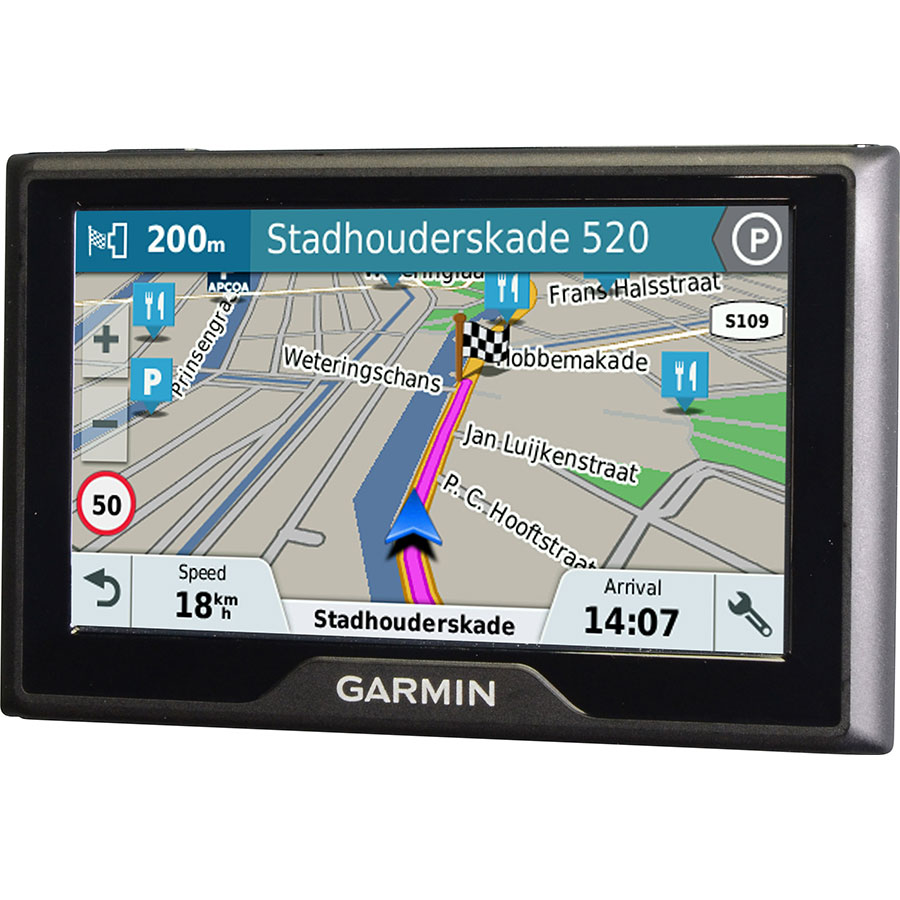 200m
Stadhouderskade 520
P
APCOA
Frans Halsstraat
S109
Prinsengra
Weteringschans
obbemakade
P
Jan Luijkenstraat
P. C. Hooftstraat
50
Speed
18 km/h
Stadhouderskade
Arrival
14:07
GARMIN